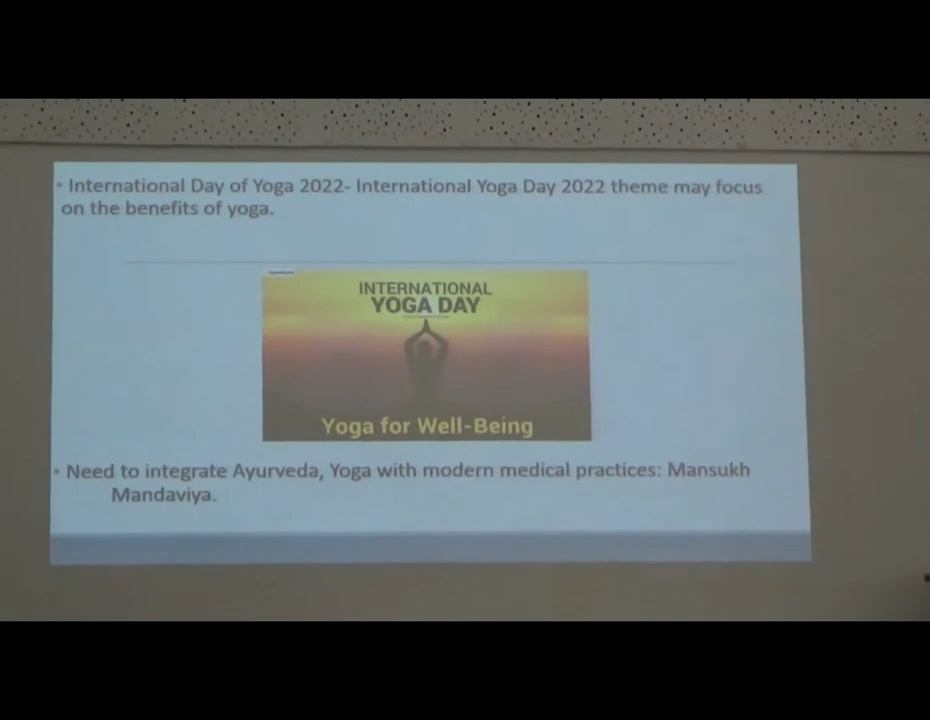 • International Day of Yoga 2022- International Yoga Day 2022 theme may focus
on the benefits of yoga.
INTERNATIONAL
YOGA DAY
Yoga for Well-Being
• Need to integrate Ayurveda, Yoga with modern medical practices: Mansukh
Mandaviya.